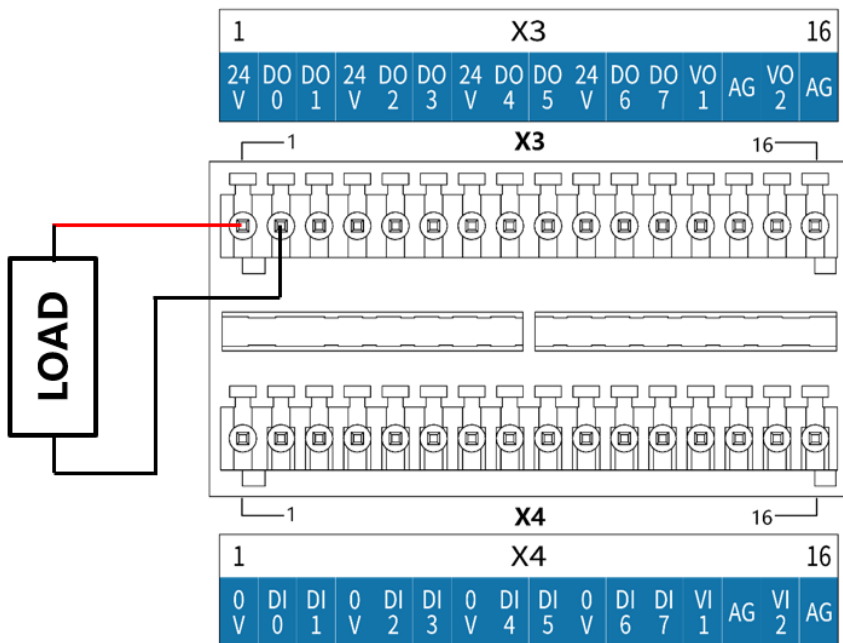 1 X3 16
24 V DO 0 DO 1 24 V DO 2 DO 3 24 V DO 4 DO 5 24 V DO 6 DO 7 VO 1 AG VO 2 AG
1 X3 16
LOAD
1 X4 16
1 X4 16
0 V DI 0 DI 1 0 V DI 2 DI 3 0 V DI 4 DI 5 0 V DI 6 DI 7 VI 1 AG VI 2 AG